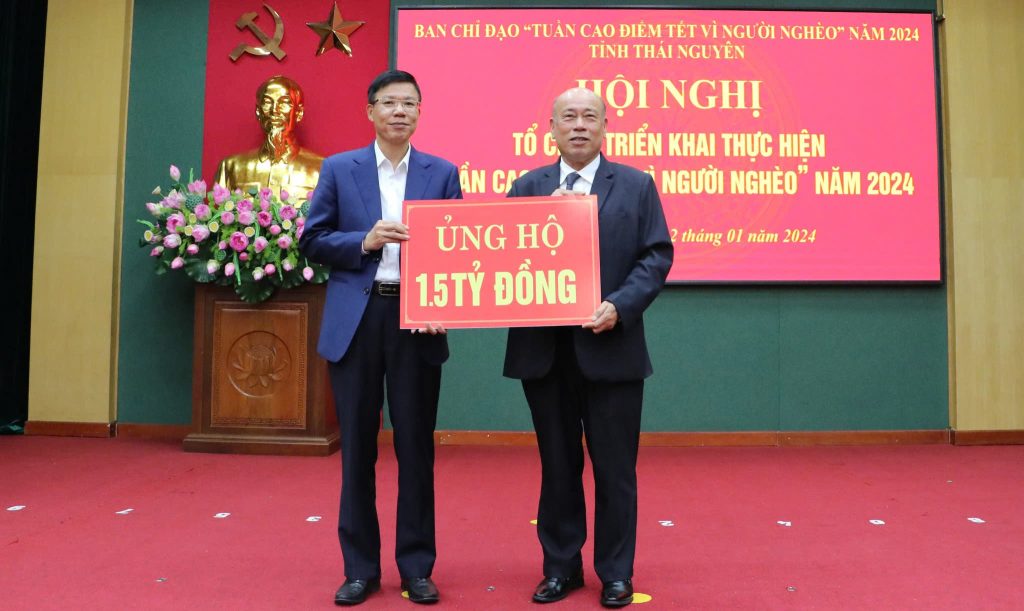 BAN CHỈ ĐẠO “TUẦN CAO ĐIỂM TẾT VÌ NGƯỜI NGHÈO” NĂM 2024
TỈNH THÁI NGUYÊN
HỘI NGHỊ
TỔ TRIỂN KHAI THỰC HIỆN
CAO NGƯỜI NGHÈO” NĂM 2024
2 tháng 01 năm 2024
ỦNG HỘ
1.5 TỶ ĐỒNG